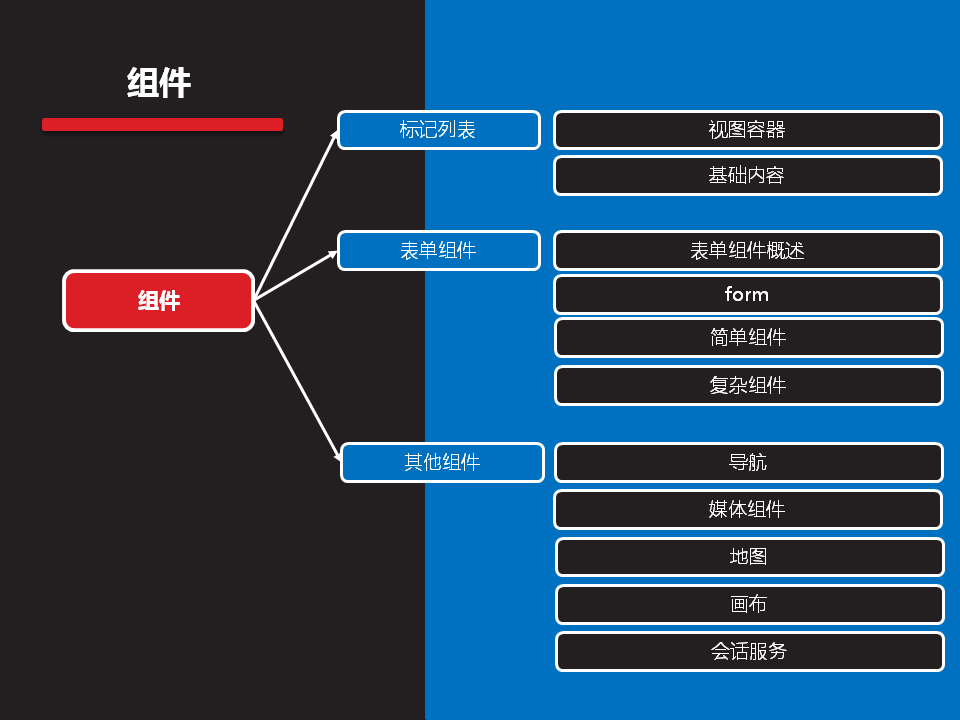 组件
组件
标记列表
视图容器
基础内容
表单组件
表单组件概述
form
简单组件
复杂组件
其他组件
导航
媒体组件
地图
画布
会话服务